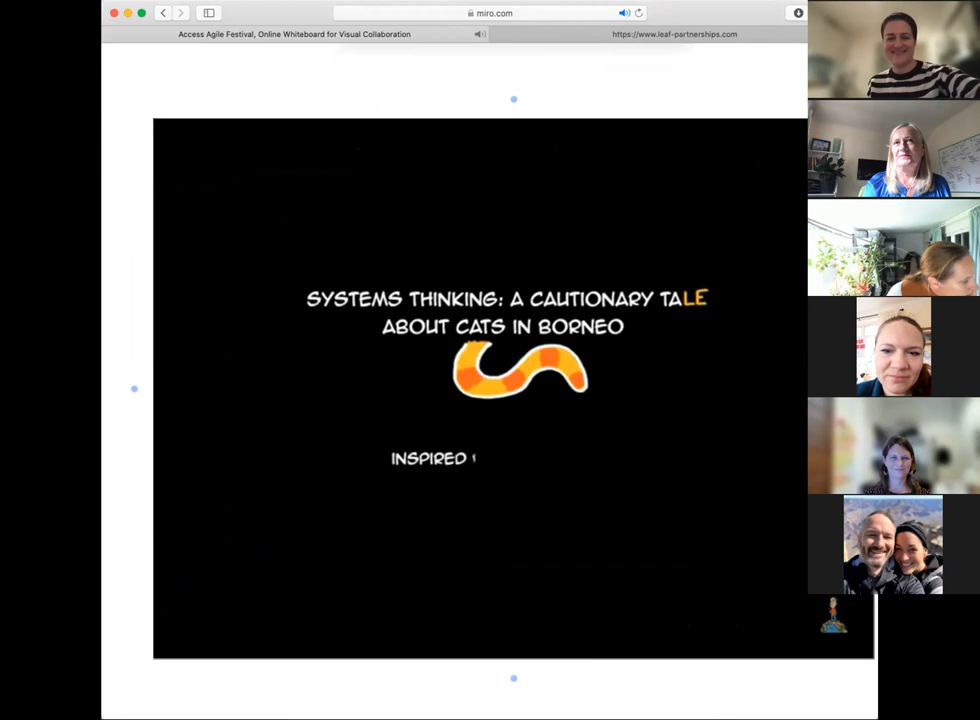 miro.com
Access Agile Festival, Online Whiteboard for Visual Collaboration
https://www.leaf-partnerships.com
SYSTEMS THINKING: A CAUTIONARY TALE
ABOUT CATS IN BORNEO
INSPIRED